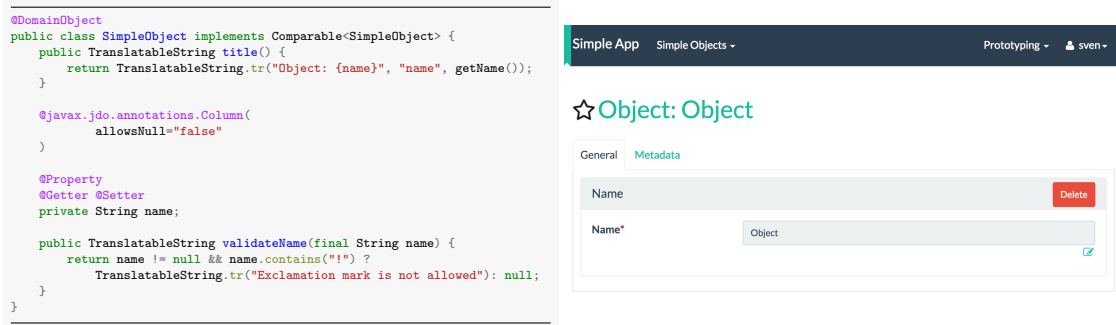 @DomainObject
public class SimpleObject implements Comparable<SimpleObject> {
    public TranslatableString title() {
        return TranslatableString.tr("Object: {name}", "name", getName());
    }

    @javax.jdo.annotations.Column(
            allowsNull="false"
    )

    @Property
    @Getter @Setter
    private String name;

    public TranslatableString validateName(final String name) {
        return name != null && name.contains("!") ?
            TranslatableString.tr("Exclamation mark is not allowed"): null;
    }
}
Simple App Simple Objects Prototyping sven
Object: Object
General Metadata
Name Delete
Name* Object